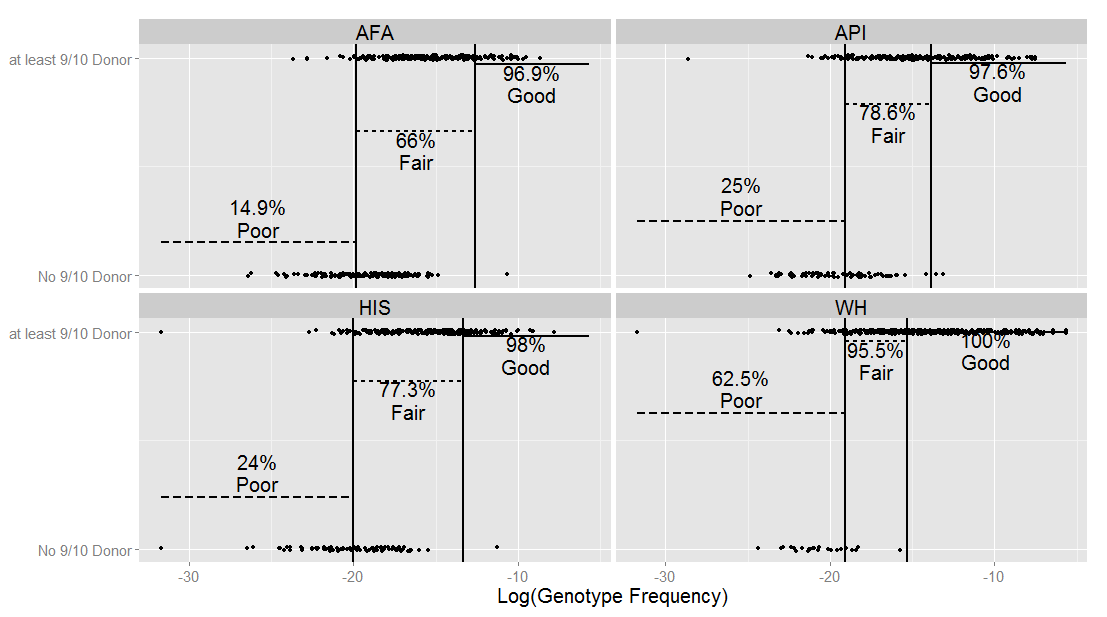 AFA
API
at least 9/10 Donor
96.9%
Good
66%
Fair
14.9%
Poor
No 9/10 Donor
97.6%
Good
78.6%
Fair
25%
Poor
HIS
WH
at least 9/10 Donor
98%
Good
77.3%
Fair
24%
Poor
No 9/10 Donor
100%
Good
95.5%
Fair
62.5%
Poor
-30
-20
-10
-30
-20
-10
Log(Genotype Frequency)